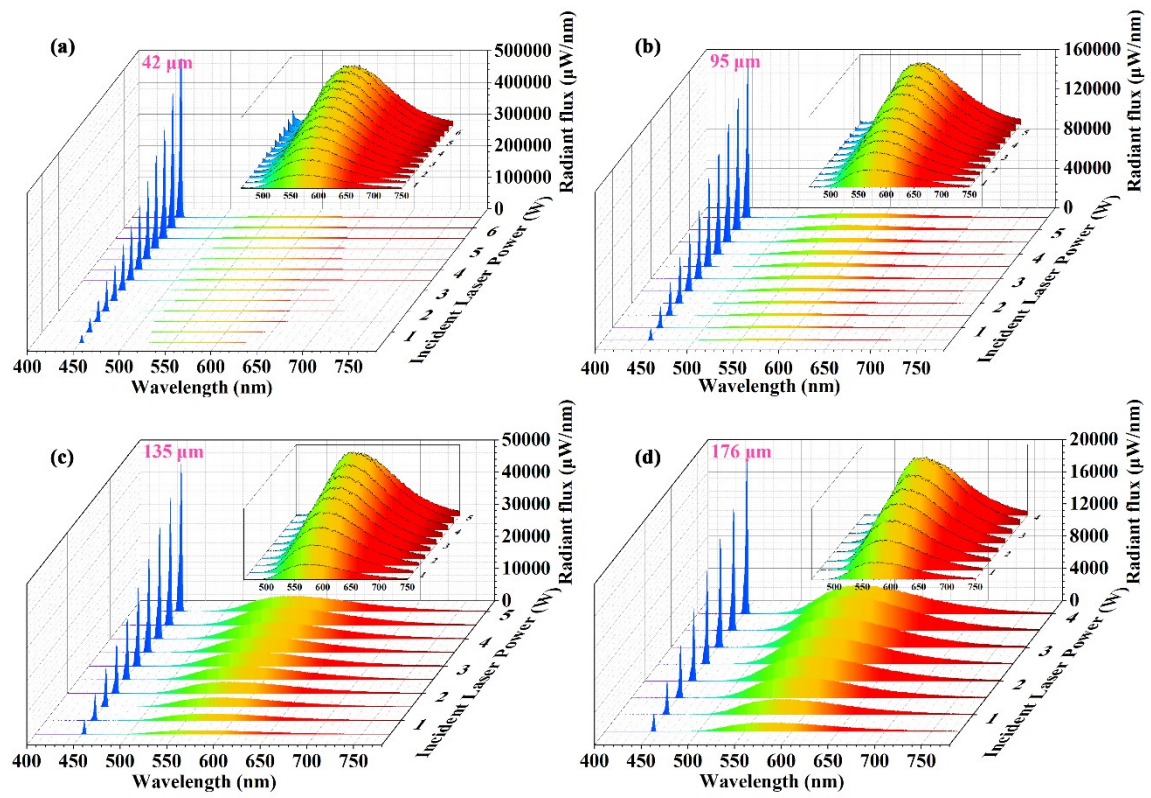 (a)
42 μm
500000
400000
300000
200000
100000
0
Radiant flux (μW/nm)
500 550 600 650 700 750
6
5
4
3
2
1
Incident Laser Power (W)
400 450 500 550 600 650 700 750
Wavelength (nm)
(b)
95 μm
160000
120000
80000
40000
0
Radiant flux (μW/nm)
500 550 600 650 700 750
5
4
3
2
1
Incident Laser Power (W)
400 450 500 550 600 650 700 750
Wavelength (nm)
(c)
135 μm
50000
40000
30000
20000
10000
0
Radiant flux (μW/nm)
500 550 600 650 700 750
5
4
3
2
1
Incident Laser Power (W)
400 450 500 550 600 650 700 750
Wavelength (nm)
(d)
176 μm
20000
16000
12000
8000
4000
0
Radiant flux (μW/nm)
500 550 600 650 700 750
4
3
2
1
Incident Laser Power (W)
400 450 500 550 600 650 700 750
Wavelength (nm)